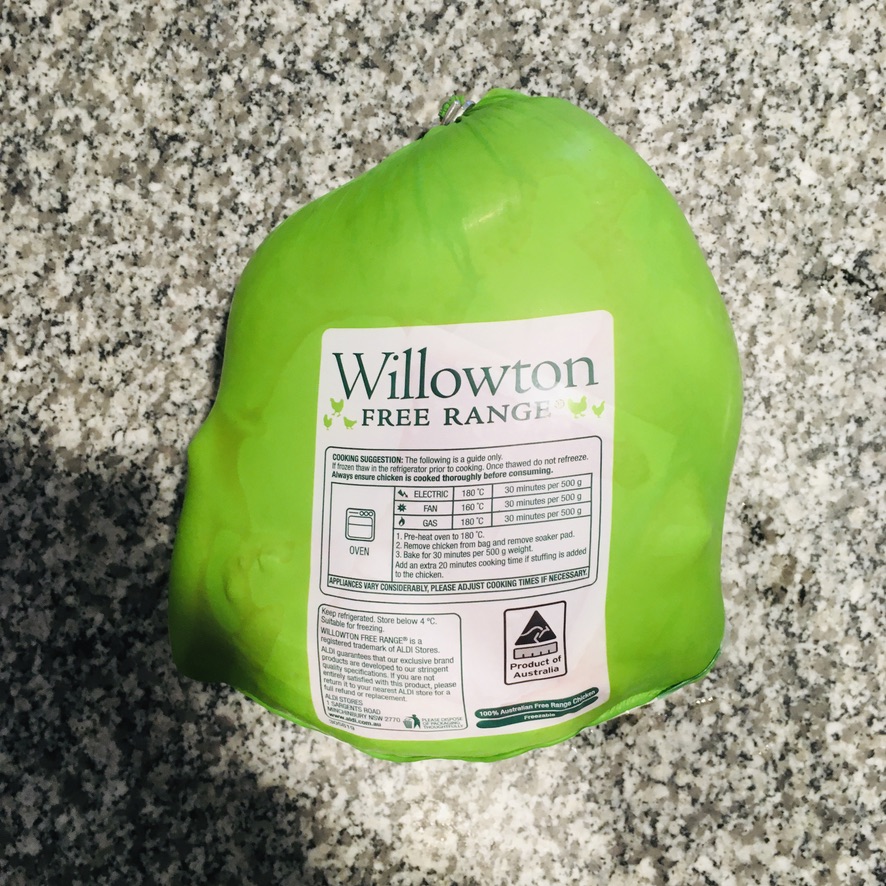 Willowton
FREE RANGE®
COOKING SUGGESTION: The following is a guide only.
If frozen thaw in the refrigerator prior to cooking. Once thawed do not refreeze.
Always ensure chicken is cooked thoroughly before consuming.
ELECTRIC 180 °C 30 minutes per 500 g
FAN 160 °C 30 minutes per 500 g
GAS 180 °C 30 minutes per 500 g
OVEN
1. Pre-heat oven to 180 °C.
2. Remove chicken from bag and remove soaker pad.
3. Bake for 30 minutes per 500 g weight.
Add an extra 20 minutes cooking time if stuffing is added
to the chicken.
APPLIANCES VARY CONSIDERABLY, PLEASE ADJUST COOKING TIMES IF NECESSARY.
Keep refrigerated. Store below 4 °C.
Suitable for freezing.
WILLOWTON FREE RANGE® is a
registered trademark of ALDI Stores.
ALDI guarantees that our exclusive brand
products are developed to our stringent
quality specifications. If you are not
entirely satisfied with this product, please
return it to your nearest ALDI store for a
full refund or replacement.
ALDI STORES
1 SARGENTS ROAD
MINCHINBURY NSW 2770
www.aldi.com.au
PLEASE DISPOSE
OF PACKAGING
THOUGHTFULLY
Product of
Australia
100% Australian Free Range Chicken
Freezable